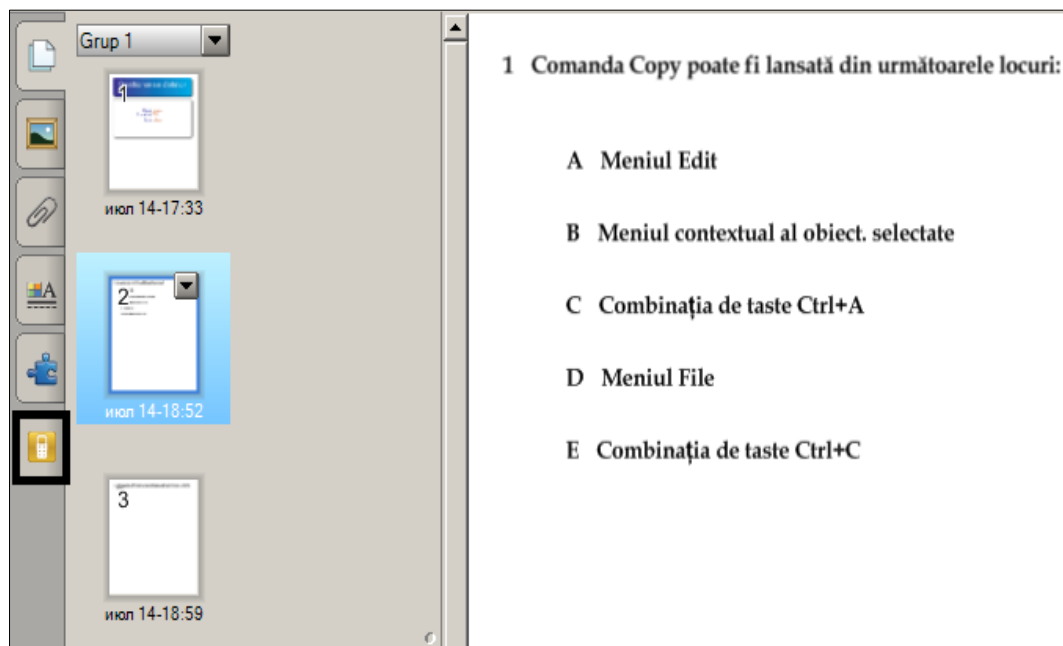 Grup 1
1
июл 14-17:33
2
июл 14-18:52
3
июл 14-18:59
1 Comanda Copy poate fi lansată din următoarele locuri:
A Meniul Edit
B Meniul contextual al obiect. selectate
C Combinația de taste Ctrl+A
D Meniul File
E Combinația de taste Ctrl+C